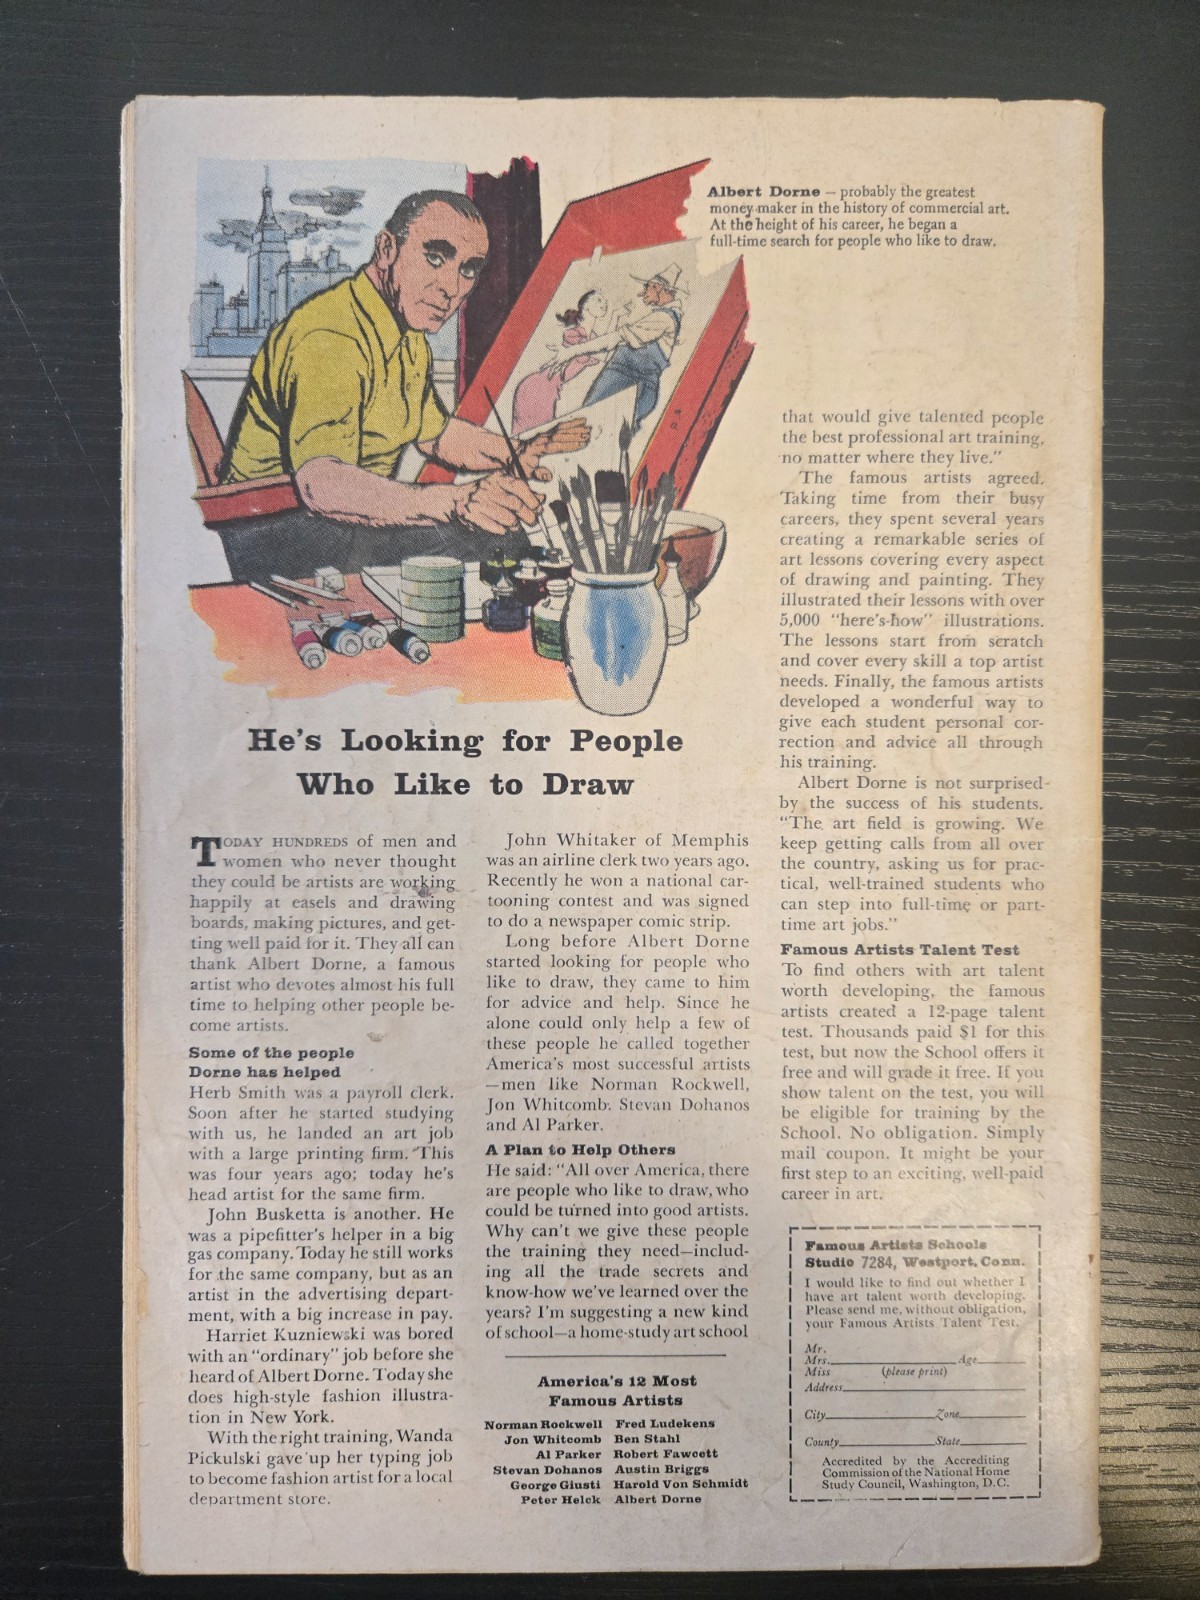 Albert Dorne — probably the greatest
money-maker in the history of commercial art.
At the height of his career, he began a
full-time search for people who like to draw.
He's Looking for People
Who Like to Draw
TODAY HUNDREDS of men and
women who never thought
they could be artists are working
happily at easels and drawing
boards, making pictures, and get-
ting well paid for it. They all can
thank Albert Dorne, a famous
artist who devotes almost his full
time to helping other people be-
come artists.
Some of the people
Dorne has helped
Herb Smith was a payroll clerk.
Soon after he started studying
with us, he landed an art job
with a large printing firm. This
was four years ago; today he's
head artist for the same firm.
John Busketta is another. He
was a pipefitter's helper in a big
gas company. Today he still works
for the same company, but as an
artist in the advertising depart-
ment, with a big increase in pay.
Harriet Kuzniewski was bored
with an "ordinary" job before she
heard of Albert Dorne. Today she
does high-style fashion illustra-
tion in New York.
With the right training, Wanda
Pickulski gave up her typing job
to become fashion artist for a local
department store.
John Whitaker of Memphis
was an airline clerk two years ago.
Recently he won a national car-
tooning contest and was signed
to do a newspaper comic strip.
Long before Albert Dorne
started looking for people who
like to draw, they came to him
for advice and help. Since he
alone could only help a few of
these people he called together
America's most successful artists
—men like Norman Rockwell,
Jon Whitcomb, Stevan Dohanos
and Al Parker.
A Plan to Help Others
He said: "All over America, there
are people who like to draw, who
could be turned into good artists.
Why can't we give these people
the training they need—includ-
ing all the trade secrets and
know-how we've learned over the
years? I'm suggesting a new kind
of school—a home-study art school
America's 12 Most
Famous Artists
Norman Rockwell Fred Ludekens
Jon Whitcomb Ben Stahl
Al Parker Robert Fawcett
Stevan Dohanos Austin Briggs
George Giusti Harold Von Schmidt
Peter Helck Albert Dorne
that would give talented people
the best professional art training,
no matter where they live."
The famous artists agreed.
Taking time from their busy
careers, they spent several years
creating a remarkable series of
art lessons covering every aspect
of drawing and painting. They
illustrated their lessons with over
5,000 "here's-how" illustrations.
The lessons start from scratch
and cover every skill a top artist
needs. Finally, the famous artists
developed a wonderful way to
give each student personal cor-
rection and advice all through
his training.
Albert Dorne is not surprised
by the success of his students.
"The art field is growing. We
keep getting calls from all over
the country, asking us for prac-
tical, well-trained students who
can step into full-time or part-
time art jobs."
Famous Artists Talent Test
To find others with art talent
worth developing, the famous
artists created a 12-page talent
test. Thousands paid $1 for this
test, but now the School offers it
free and will grade it free. If you
show talent on the test, you will
be eligible for training by the
School. No obligation. Simply
mail coupon. It might be your
first step to an exciting, well-paid
career in art.
Famous Artists Schools
Studio 7284, Westport, Conn.
I would like to find out whether I
have art talent worth developing.
Please send me, without obligation,
your Famous Artists Talent Test.
Mr.
Mrs. Age
Miss (please print)
Address
City Zone
County State
Accredited by the Accrediting
Commission of the National Home
Study Council, Washington, D.C.